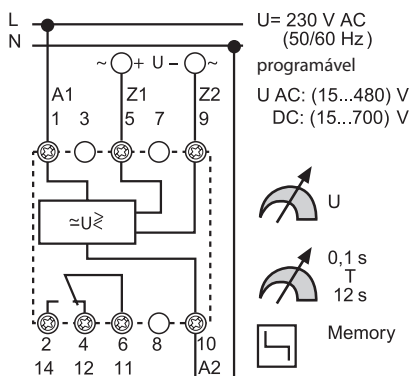 L
U= 230 V AC
N
(50/60 Hz)
~ + U – ~
programável
A1 Z1 Z2
U AC: (15...480) V
1 3 5 7 9
DC: (15...700) V
≃U≷
U
0,1 s
T
12 s
2 4 6 8 10
Memory
14 12 11 A2